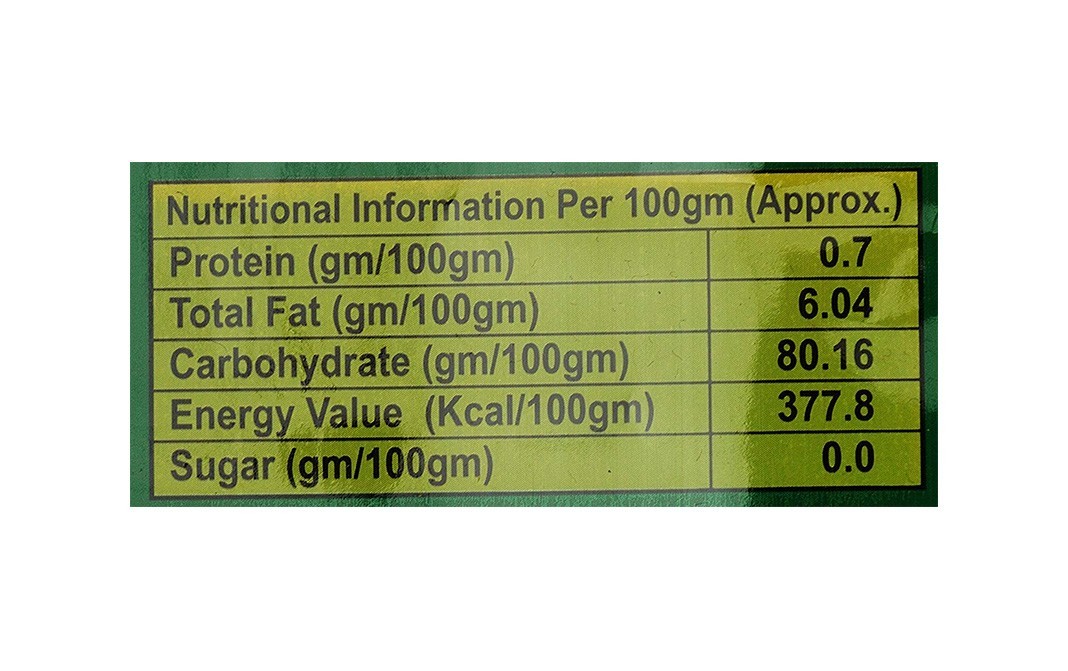 Nutritional Information Per 100gm (Approx.)
Protein (gm/100gm) 0.7
Total Fat (gm/100gm) 6.04
Carbohydrate (gm/100gm) 80.16
Energy Value (Kcal/100gm) 377.8
Sugar (gm/100gm) 0.0